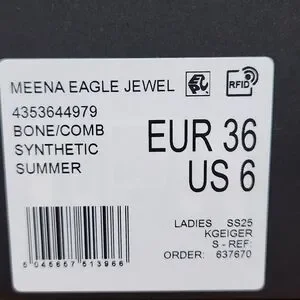 MEENA EAGLE JEWEL
RFID
4353644979
BONE/COMB
SYNTHETIC
SUMMER
EUR 36
US 6
LADIES SS25
KGEIGER
S - REF:
ORDER: 637670
5045667513966